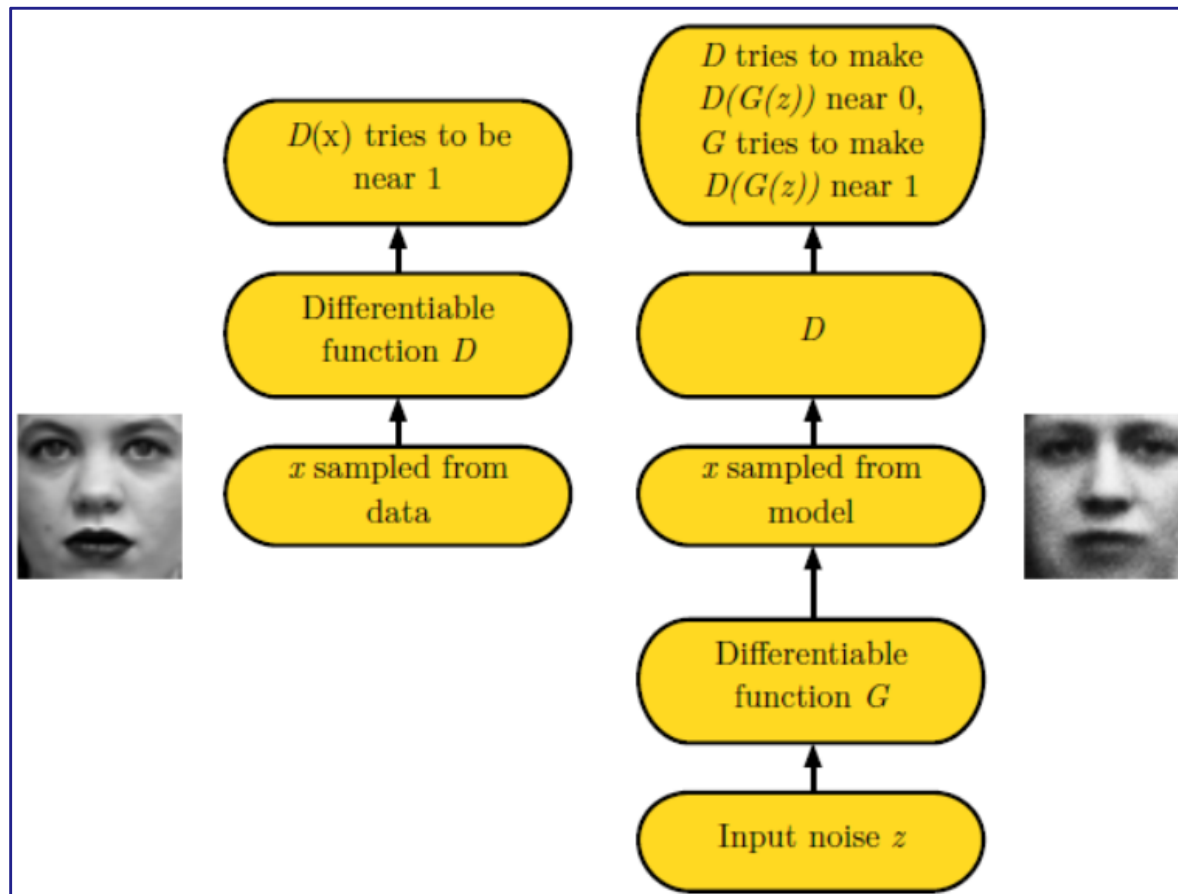 D(x) tries to be
near 1
Differentiable
function D
x sampled from
data
D tries to make
D(G(z)) near 0,
G tries to make
D(G(z)) near 1
D
x sampled from
model
Differentiable
function G
Input noise z